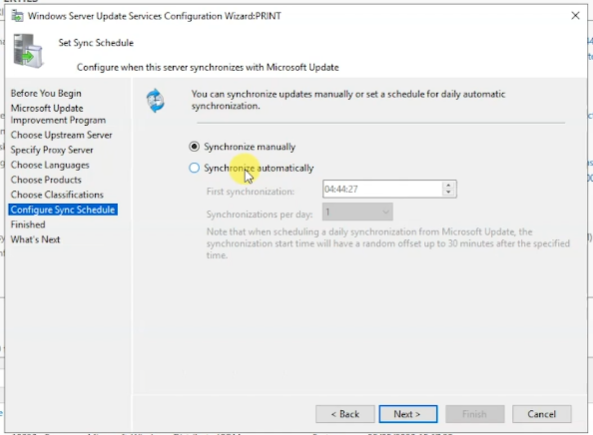 Windows Server Update Services Configuration Wizard:PRINT
Set Sync Schedule
Configure when this server synchronizes with Microsoft Update
Before You Begin
Microsoft Update
Improvement Program
Choose Upstream Server
Specify Proxy Server
Choose Languages
Choose Products
Choose Classifications
Configure Sync Schedule
Finished
What's Next
You can synchronize updates manually or set a schedule for daily automatic
synchronization.
Synchronize manually
Synchronize automatically
First synchronization: 04:44:27
Synchronizations per day: 1
Note that when scheduling a daily synchronization from Microsoft Update, the
synchronization start time will have a random offset up to 30 minutes after the specified
time.
< Back Next > Finish Cancel